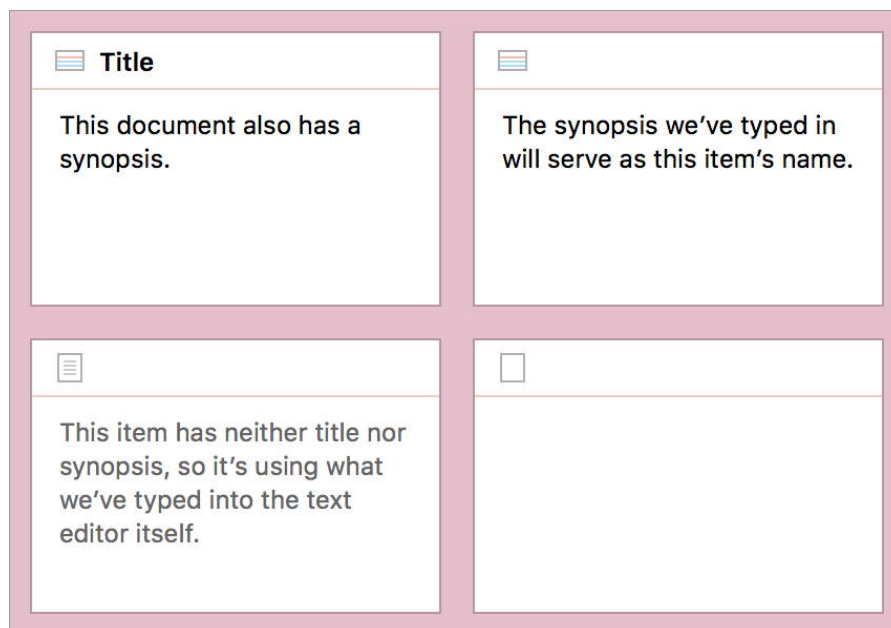 Title
This document also has a
synopsis.
The synopsis we’ve typed in
will serve as this item’s name.
This item has neither title nor
synopsis, so it’s using what
we’ve typed into the text
editor itself.